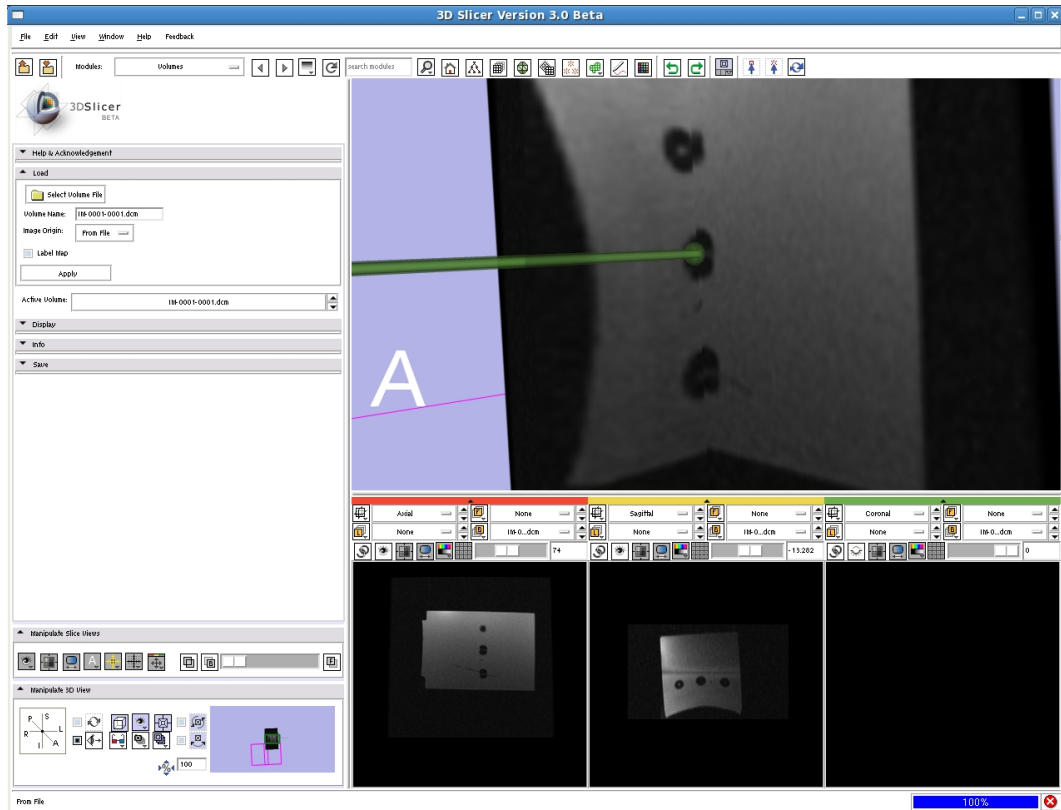 3D Slicer Version 3.0 Beta
File Edit View Window Help Feedback
Modules: Volumes search modules
3DSlicer
BETA
Help & Acknowledgement
Load
Select Volume File
Volume Name: IM-0001-0001.dcm
Image Origin: From File
Label Map
Apply
Active Volume: IM-0001-0001.dcm
Display
Info
Save
A
Axial None
None IM-0...dcm
74
Sagittal None
None IM-0...dcm
-13.282
Coronal None
None IM-0...dcm
0
Manipulate Slice Views
Manipulate 3D View
P S
R L
I A
% 100
From File
100%